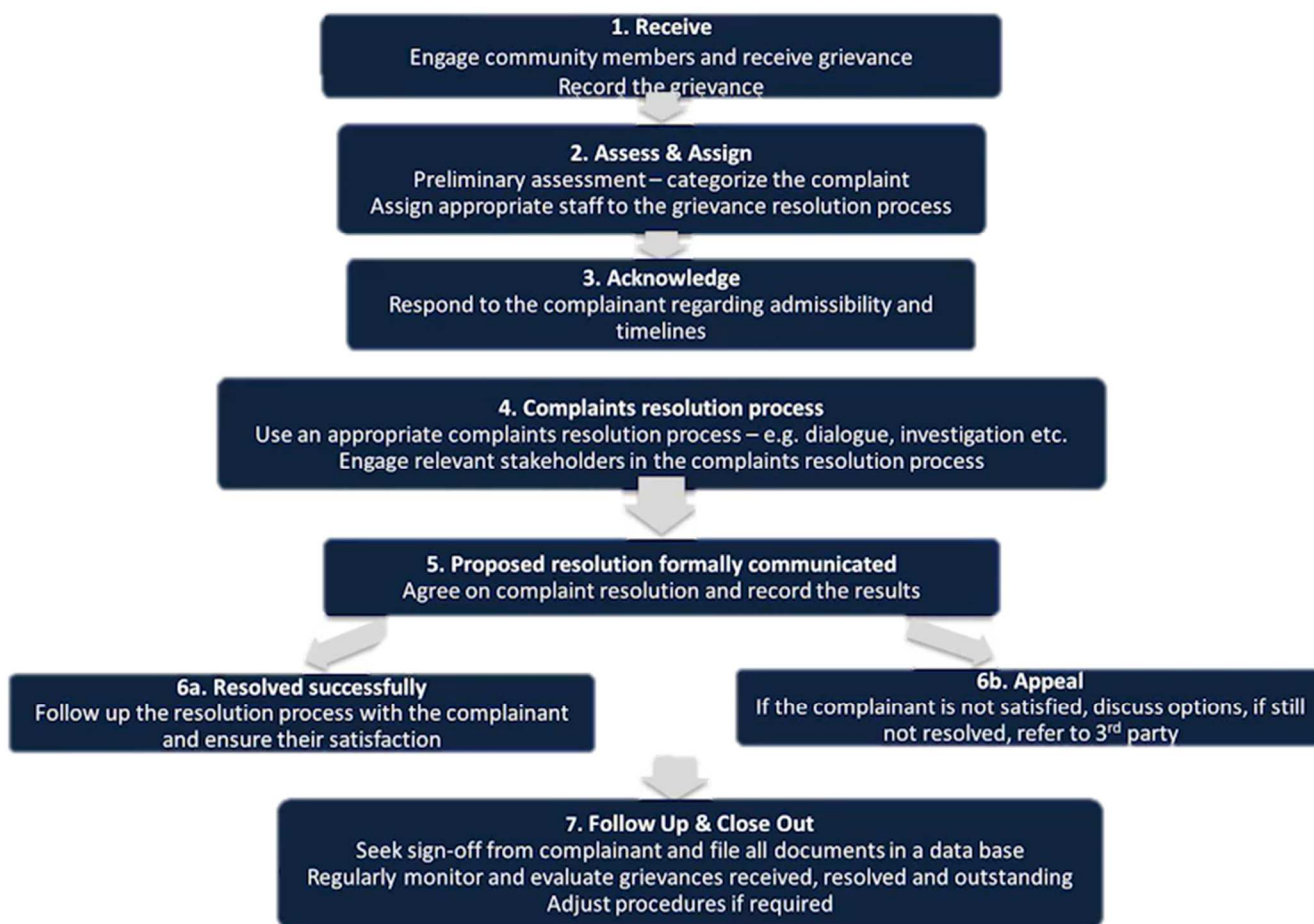 1. Receive
Engage community members and receive grievance
Record the grievance
2. Assess & Assign
Preliminary assessment – categorize the complaint
Assign appropriate staff to the grievance resolution process
3. Acknowledge
Respond to the complainant regarding admissibility and
timelines
4. Complaints resolution process
Use an appropriate complaints resolution process – e.g. dialogue, investigation etc.
Engage relevant stakeholders in the complaints resolution process
5. Proposed resolution formally communicated
Agree on complaint resolution and record the results
6a. Resolved successfully
Follow up the resolution process with the complainant
and ensure their satisfaction
6b. Appeal
If the complainant is not satisfied, discuss options, if still
not resolved, refer to 3rd party
7. Follow Up & Close Out
Seek sign-off from complainant and file all documents in a data base
Regularly monitor and evaluate grievances received, resolved and outstanding
Adjust procedures if required